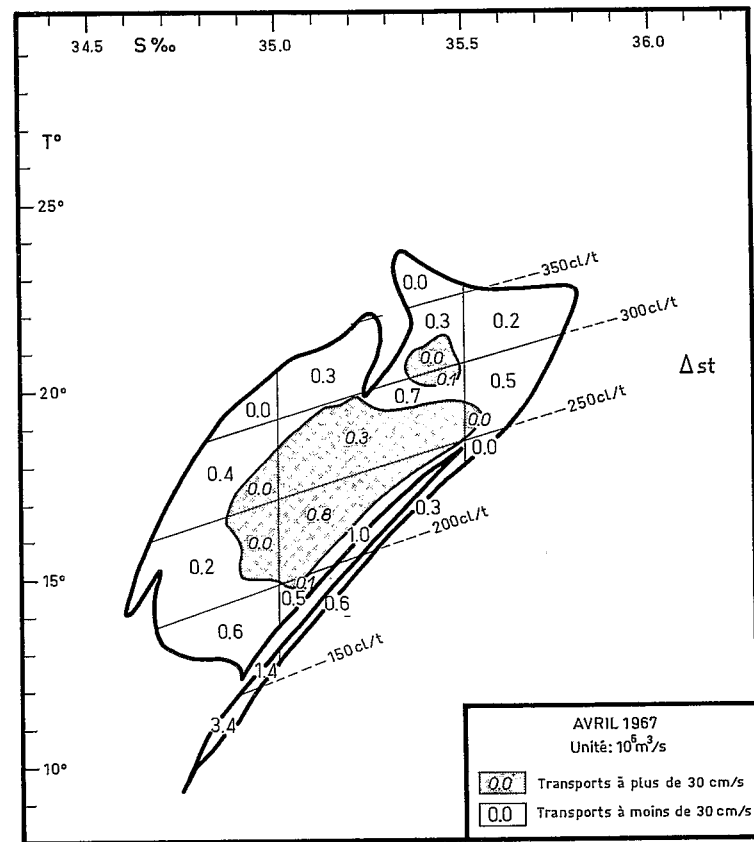 34.5 S‰ 35.0 35.5 36.0
T°
25°
20°
15°
10°
350cl/t
300cl/t
250cl/t
200cl/t
150cl/t
Δst
0.0
0.3 0.2
0.0
0.1
0.5
0.7
0.3
0.0
0.0
0.0
0.3
0.4
0.0
0.8
0.3
1.0
0.0
0.2
0.1
0.5 0.6
0.6
1.4 1.4
3.4
AVRIL 1967
Unité: 10⁶m³/s
0.0 Transports à plus de 30 cm/s
0.0 Transports à moins de 30 cm/s